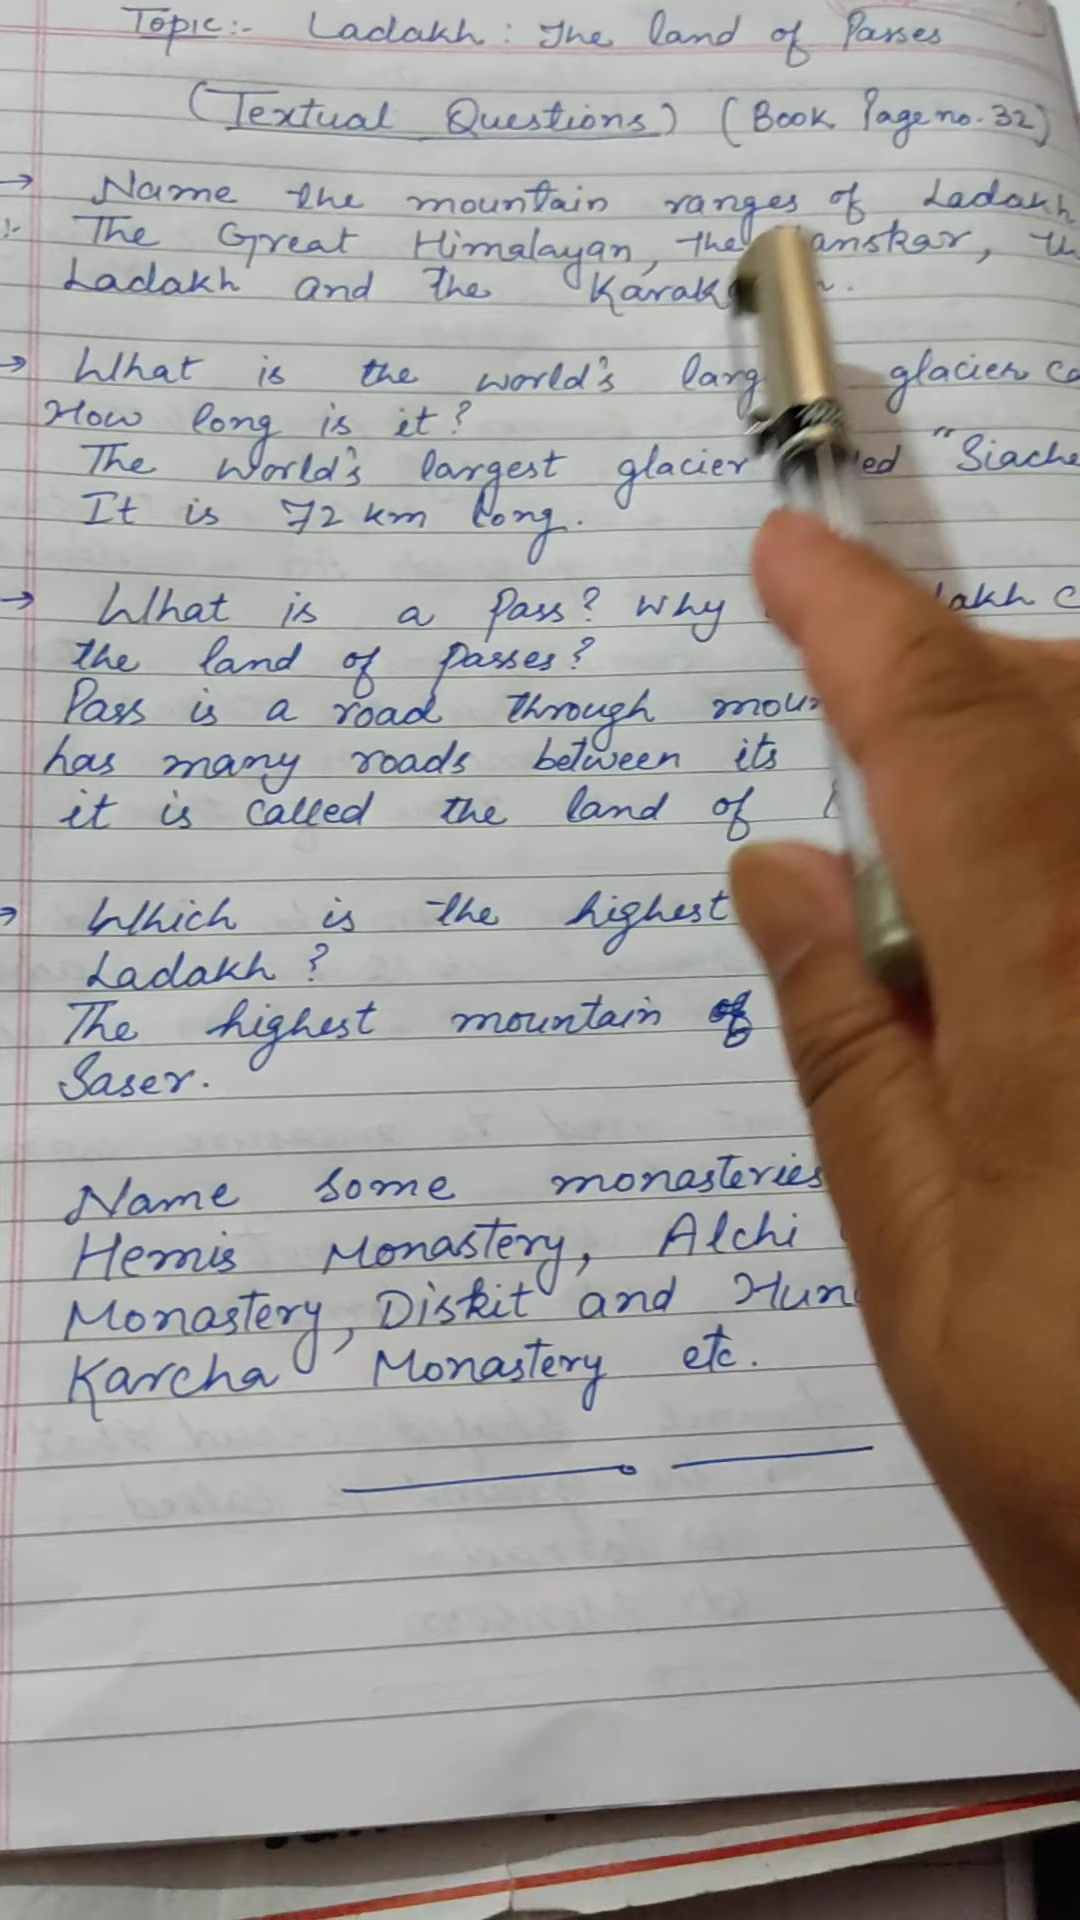 Topic:- Ladakh: The land of Passes
(Textual Questions) (Book Page no. 32)
→ Name the mountain ranges of Ladakh
:- The Great Himalayan, the anskar,
Ladakh and the Karak
→ What is the world's larg glacier
How long is it?
The world's largest glacier led "Siache
It is 72 km long.
→ What is a Pass? Why dakh
the land of passes?
Pass is a road through moun
has many roads between its
it is called the land of
→ Which is the highest
Ladakh?
The highest mountain of
Saser.
Name some monasteries
Hemis Monastery, Alchi
Monastery, Diskit and Hun
Karcha Monastery etc.